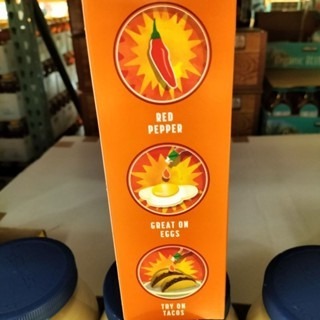 RED
PEPPER
GREAT ON
EGGS
TRY ON
TACOS